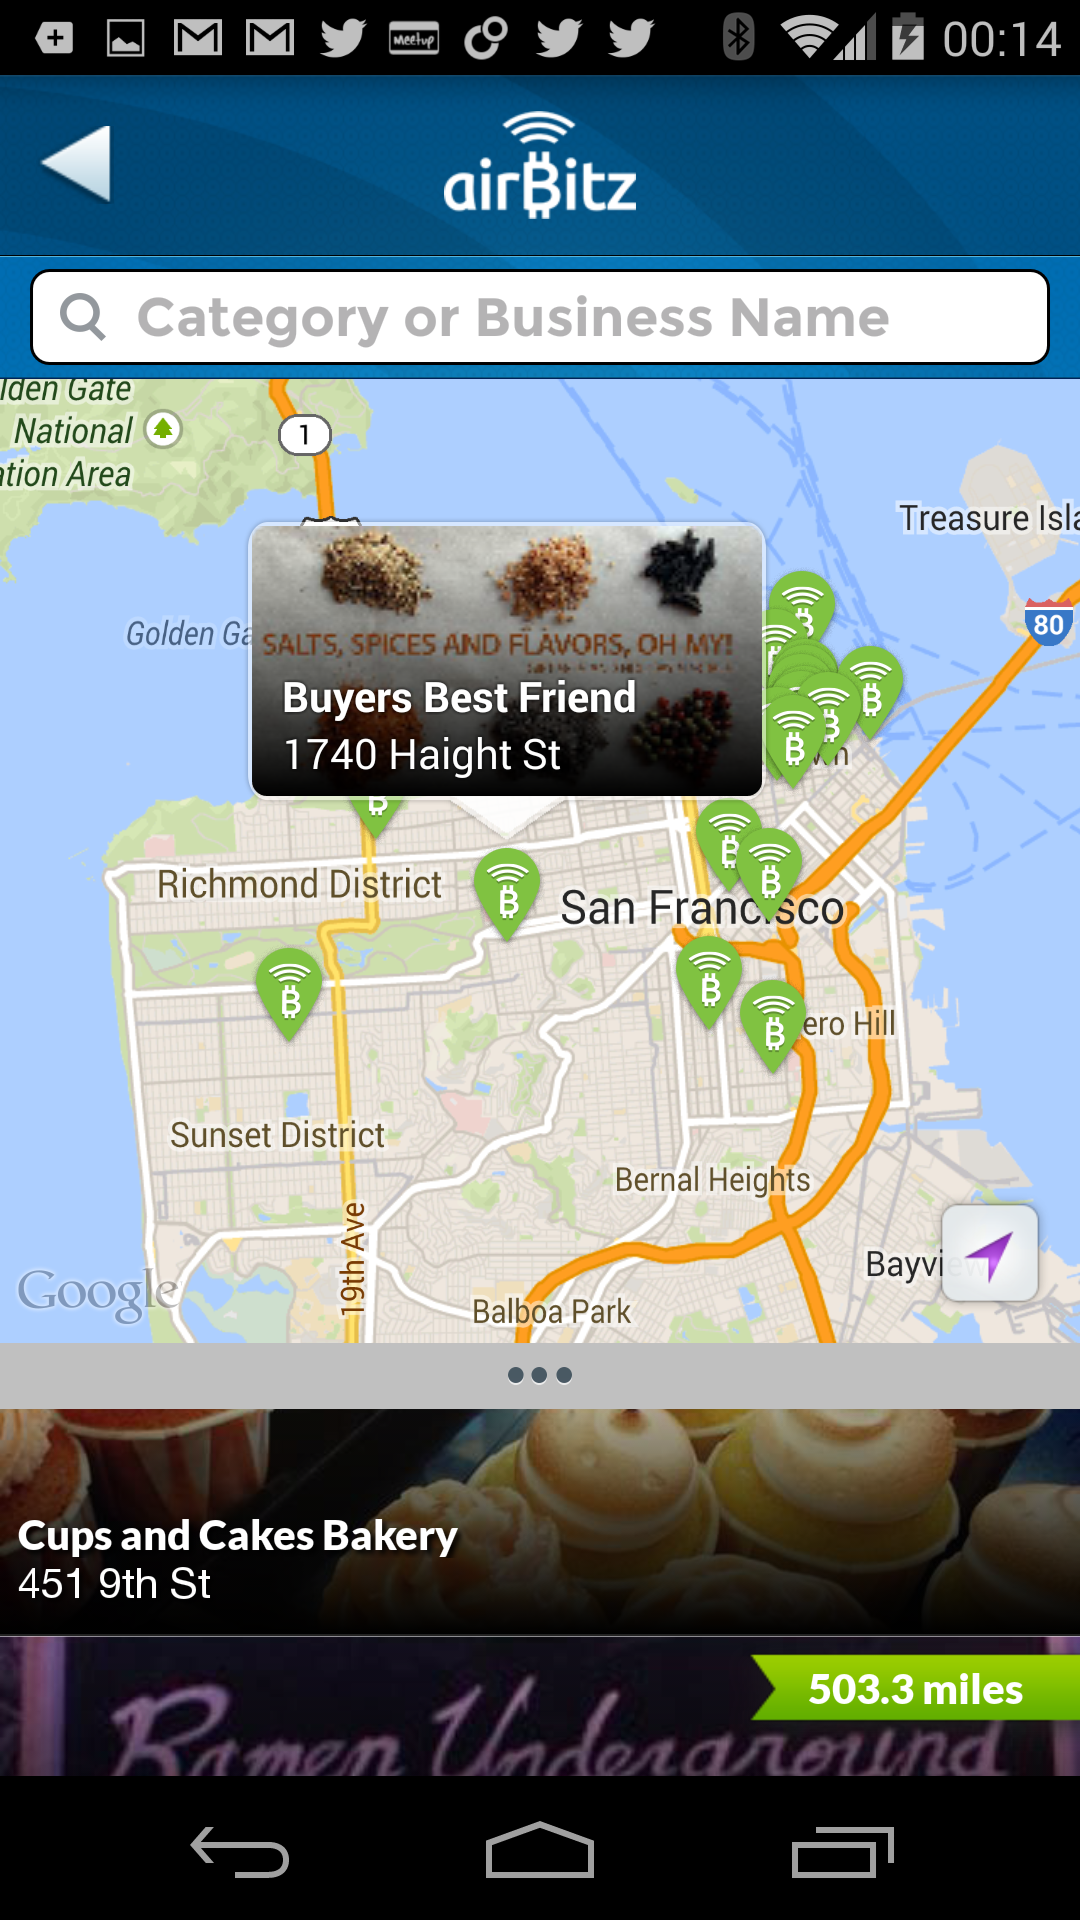 Meetup
00:14
airBitz
Category or Business Name
lden Gate
National
ation Area
1
Treasure Isla
80
Golden Ga
SALTS, SPICES AND FLAVORS, OH MY!
Buyers Best Friend
1740 Haight St
wn
Richmond District
San Francisco
ero Hill
Sunset District
Bernal Heights
19th Ave
Bayview
Google
Balboa Park
Cups and Cakes Bakery
451 9th St
503.3 miles
Ramen Underground